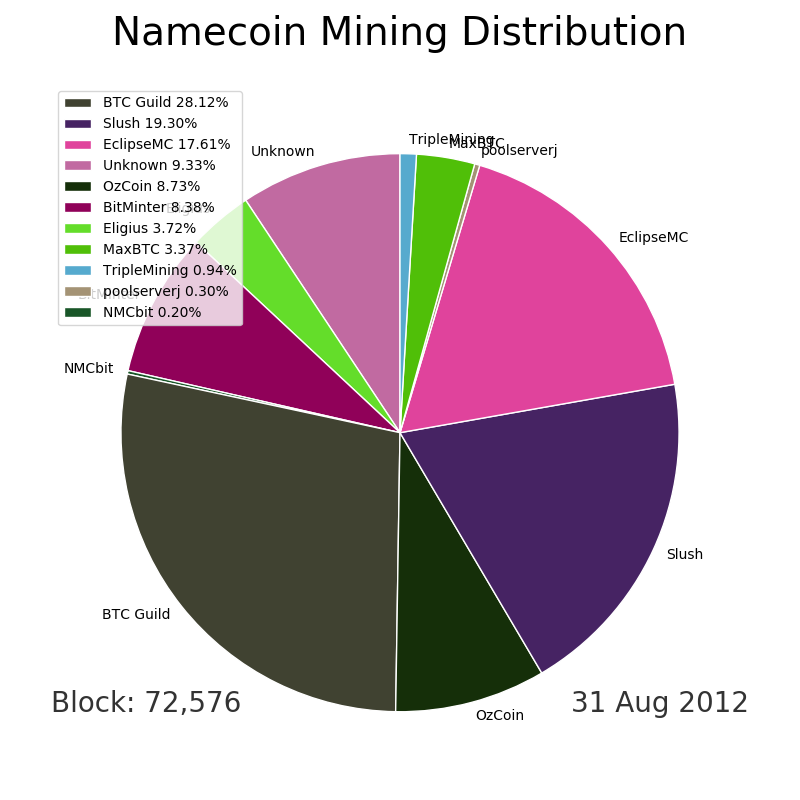 Namecoin Mining Distribution
BTC Guild 28.12%
Slush 19.30%
EclipseMC 17.61%
Unknown 9.33%
OzCoin 8.73%
BitMinter 8.38%
Eligius 3.72%
MaxBTC 3.37%
TripleMining 0.94%
poolserverj 0.30%
NMCbit 0.20%
TripleMining
MaxBTC
poolserverj
Unknown
Eligius
EclipseMC
BitMinter
NMCbit
Slush
BTC Guild
OzCoin
Block: 72,576
31 Aug 2012